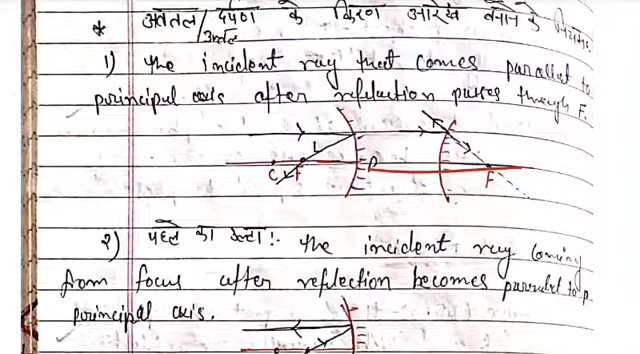 * अवतल / दर्पण के किरण आरेख बनाने के नियम.
उत्तल
1) The incident ray that comes parallel to
principal axis after reflection passes through F.
C F P F
2) पहले का उल्टा:- The incident ray coming
from focus after reflection becomes parallel to p
principal axis.